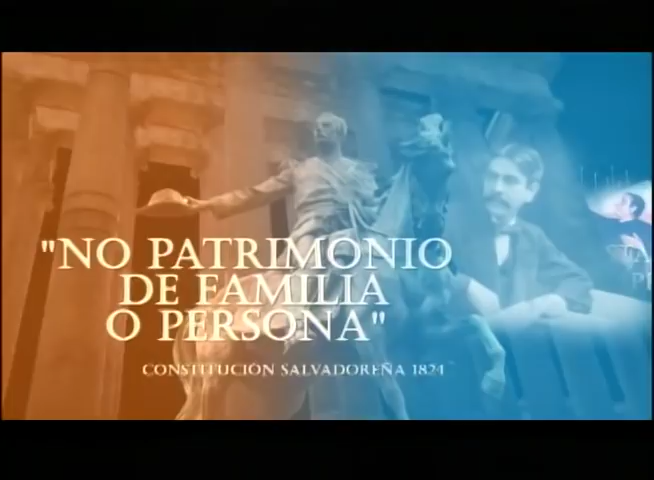 "NO PATRIMONIO
DE FAMILIA
O PERSONA"
CONSTITUCIÓN SALVADOREÑA 1824